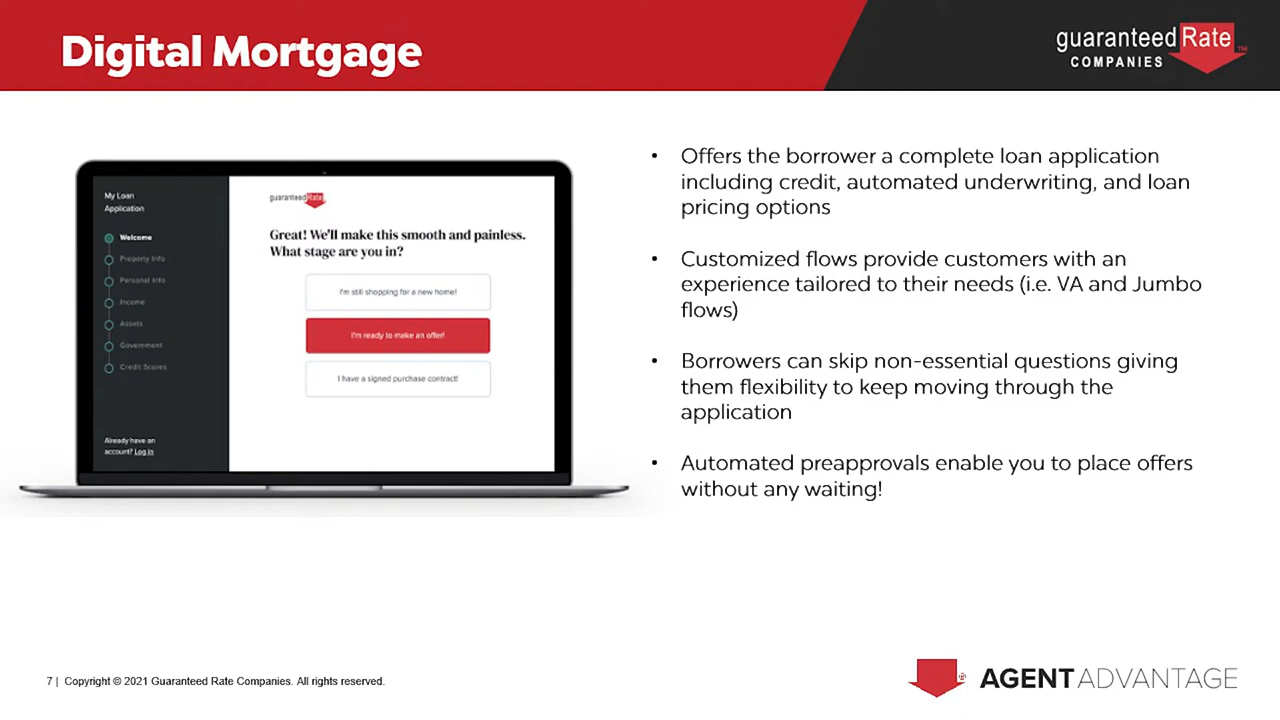 Digital Mortgage
guaranteed Rate™
COMPANIES
My Loan
Application
Welcome
Property Info
Personal Info
Income
Assets
Government
Credit Scores
Already have an
account? Log in
guaranteed Rate
Great! We'll make this smooth and painless.
What stage are you in?
I'm still shopping for a new home!
I'm ready to make an offer!
I have a signed purchase contract!
• Offers the borrower a complete loan application
including credit, automated underwriting, and loan
pricing options
• Customized flows provide customers with an
experience tailored to their needs (i.e. VA and Jumbo
flows)
• Borrowers can skip non-essential questions giving
them flexibility to keep moving through the
application
• Automated preapprovals enable you to place offers
without any waiting!
7 | Copyright © 2021 Guaranteed Rate Companies. All rights reserved.
® AGENT ADVANTAGE